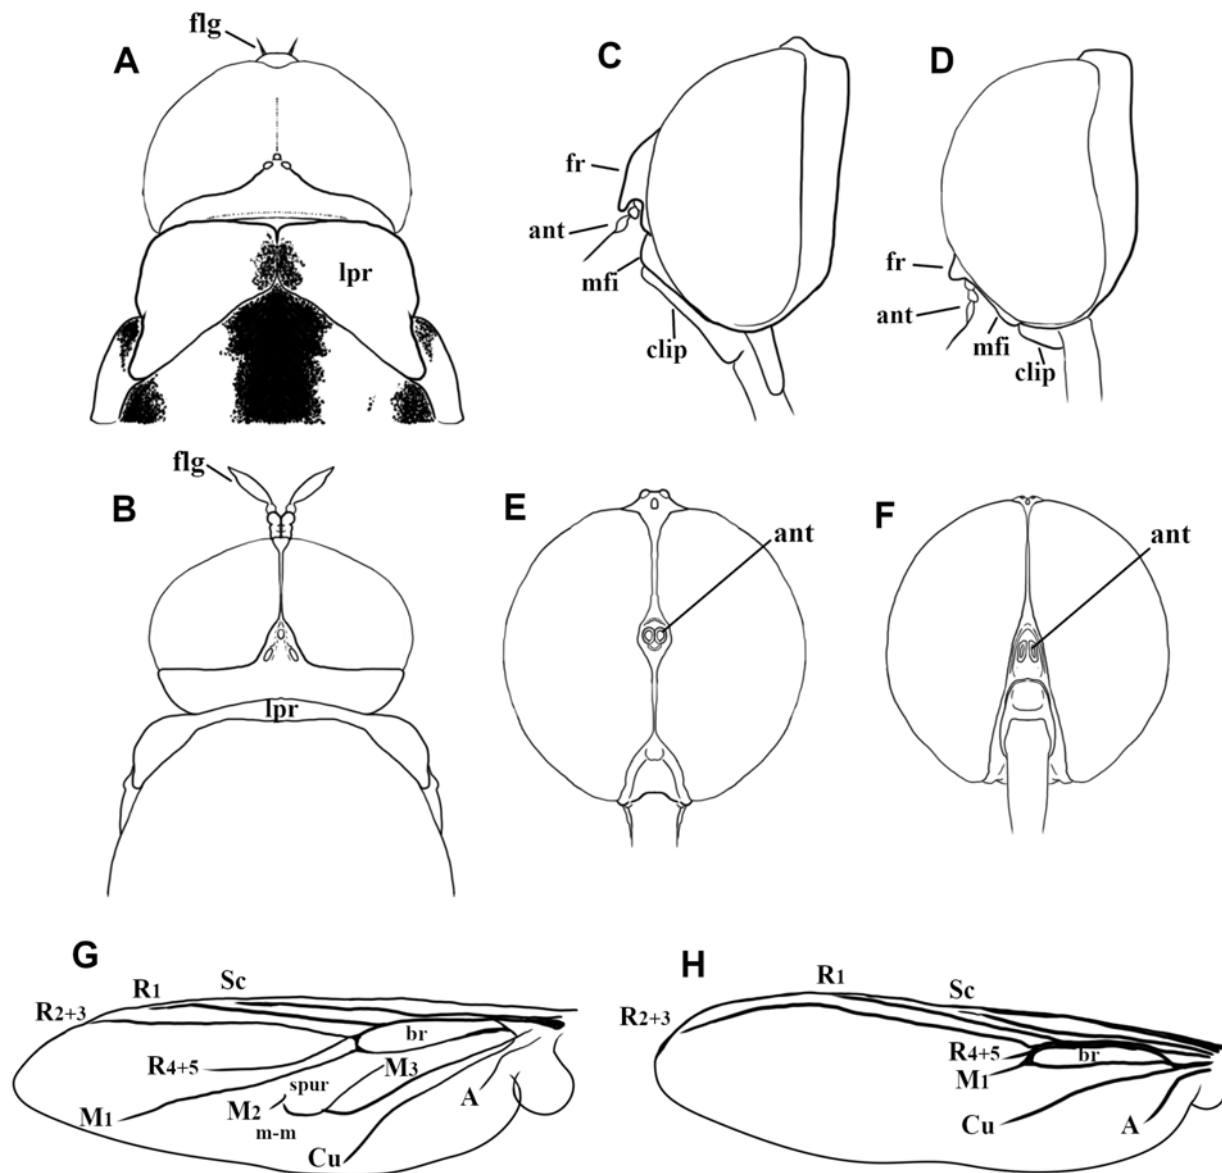 A
flg
lpr
B
flg
lpr
C
fr
ant
mfi
clip
D
fr
ant
mfi
clip
E
ant
F
ant
G
R2+3
R1
Sc
br
R4+5
M3
spur
M1
M2
m-m
Cu
A
H
R2+3
R1
Sc
R4+5
br
M1
Cu
A